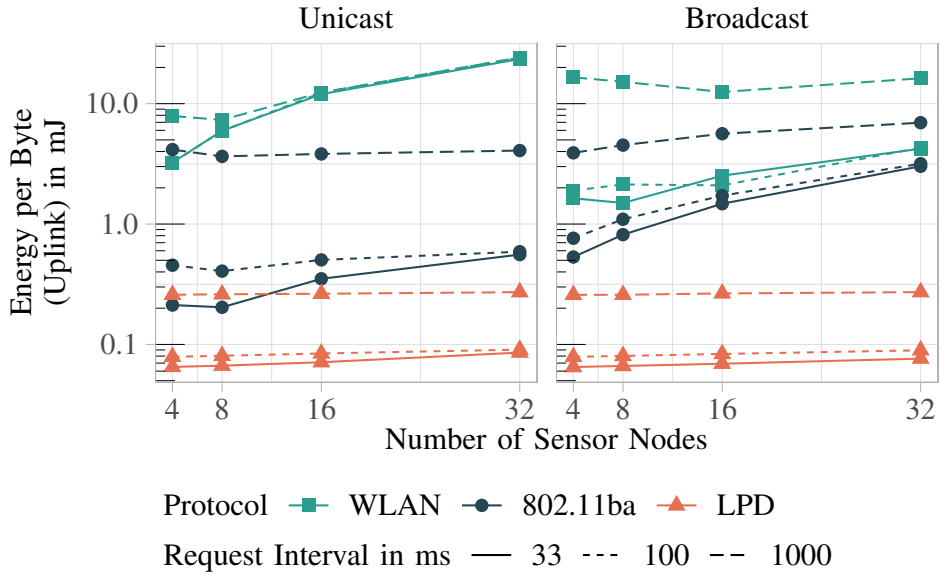 Unicast Broadcast
Energy per Byte
(Uplink) in mJ
10.0
1.0
0.1
4 8 16 32 4 8 16 32
Number of Sensor Nodes
Protocol WLAN 802.11ba LPD
Request Interval in ms 33 100 1000